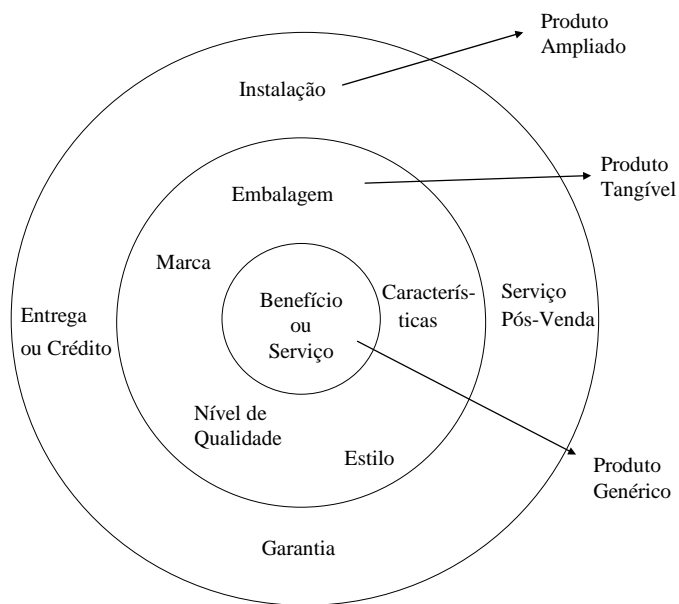 Produto
Ampliado
Instalação
Produto
Tangível
Embalagem
Marca
Caracterís-
ticas
Serviço
Pós-Venda
Benefício
ou
Serviço
Entrega
ou Crédito
Nível de
Qualidade
Estilo
Produto
Genérico
Garantia